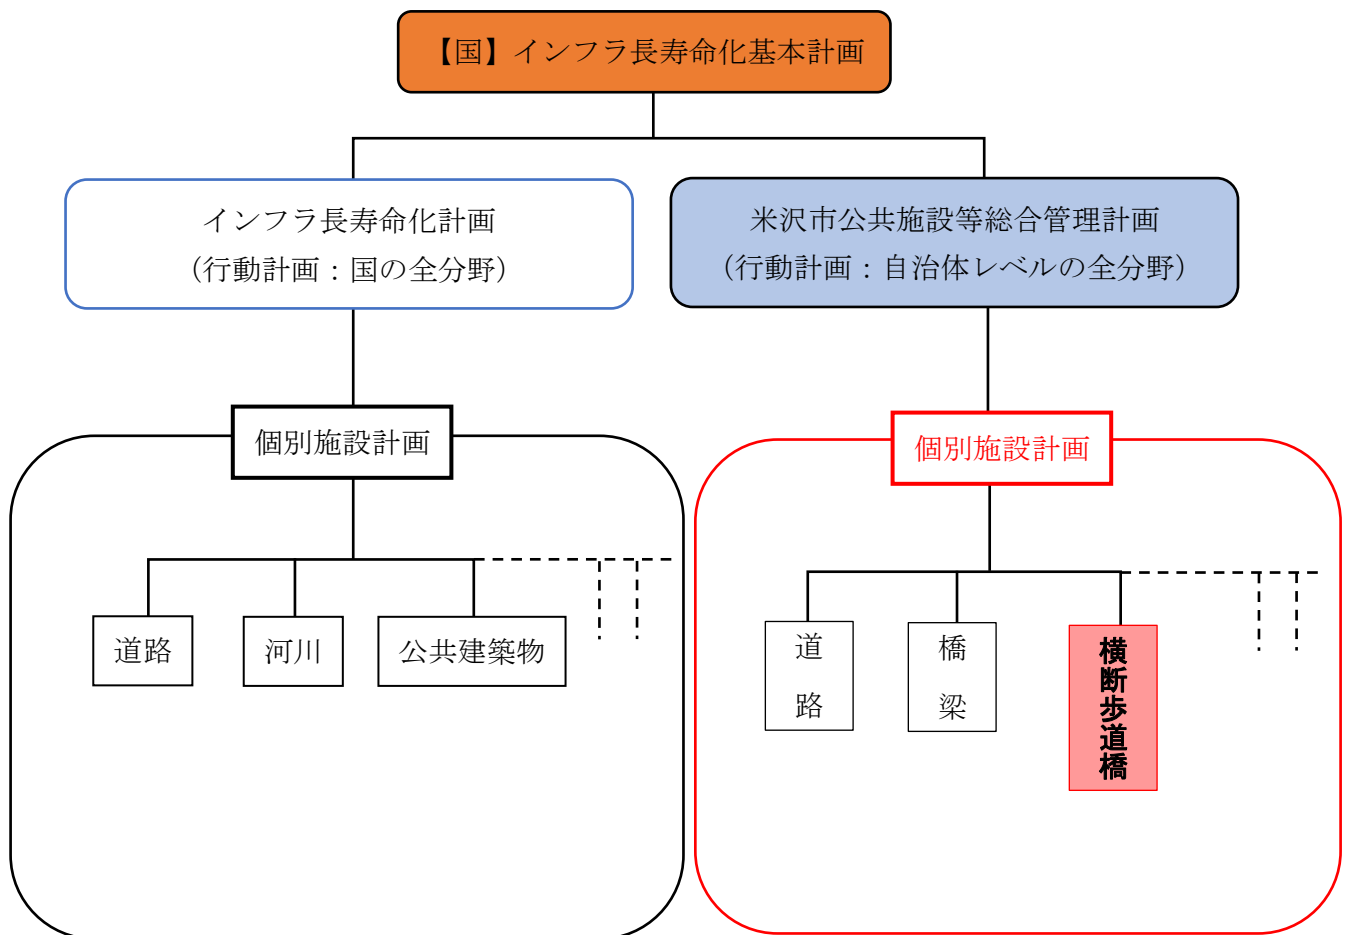 【国】インフラ長寿命化基本計画
インフラ長寿命化計画
（行動計画：国の全分野）
米沢市公共施設等総合管理計画
（行動計画：自治体レベルの全分野）
個別施設計画
道路
河川
公共建築物
個別施設計画
道路
橋梁
横断歩道橋